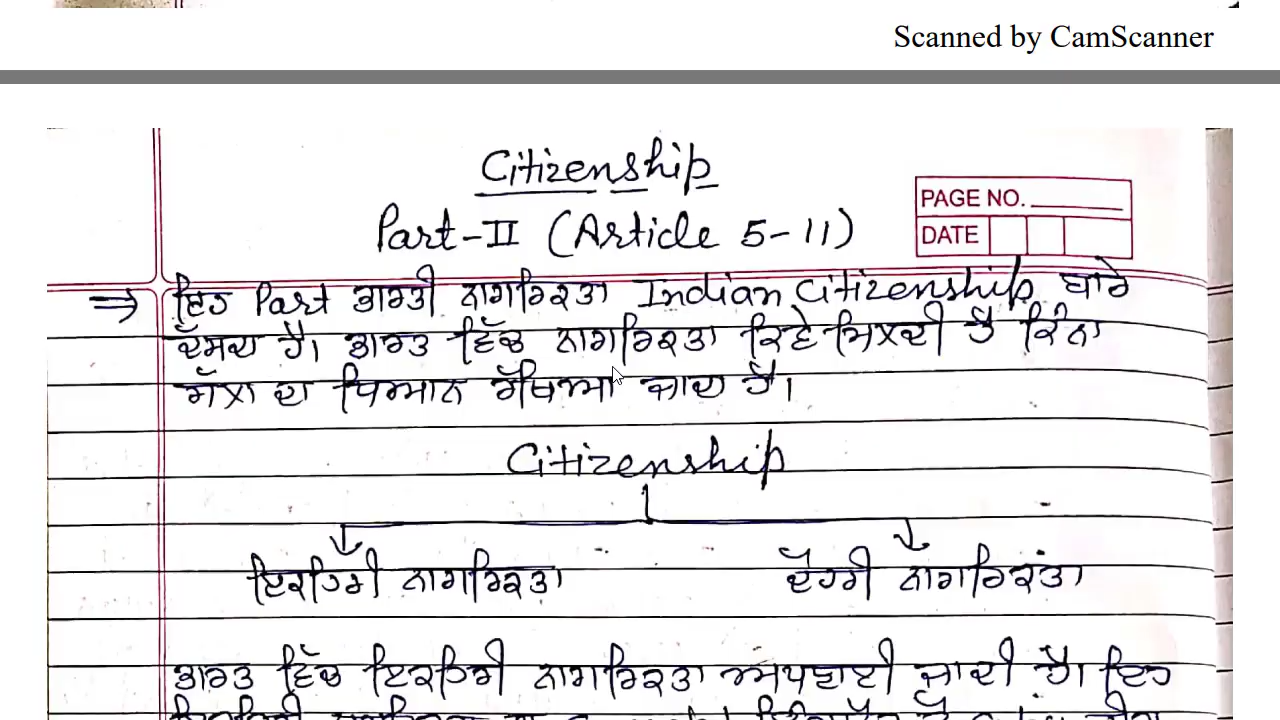 Scanned by CamScanner
Citizenship
PAGE NO.
Part-II (Article 5-11)
DATE
⇒ ਇਹ Part ਭਾਰਤੀ ਨਾਗਰਿਕਤਾ Indian Citizenship ਬਾਰੇ
ਦੱਸਦਾ ਹੈ। ਭਾਰਤ ਵਿੱਚ ਨਾਗਰਿਕਤਾ ਕਿਵੇਂ ਮਿਲਦੀ ਤੇ ਕਿੰਨਾ
ਗੱਲਾ ਦਾ ਧਿਆਨ ਰੱਖਿਆ ਜਾਦਾ ਹੈ।
Citizenship
ਇਕਹਿਰੀ ਨਾਗਰਿਕਤਾ ਦੋਹਰੀ ਨਾਗਰਿਕਤਾ
ਭਾਰਤ ਵਿੱਚ ਇਕਹਿਰੀ ਨਾਗਰਿਕਤਾ ਅਪਣਾਈ ਜਾਦੀ ਹੈ। ਇਹ